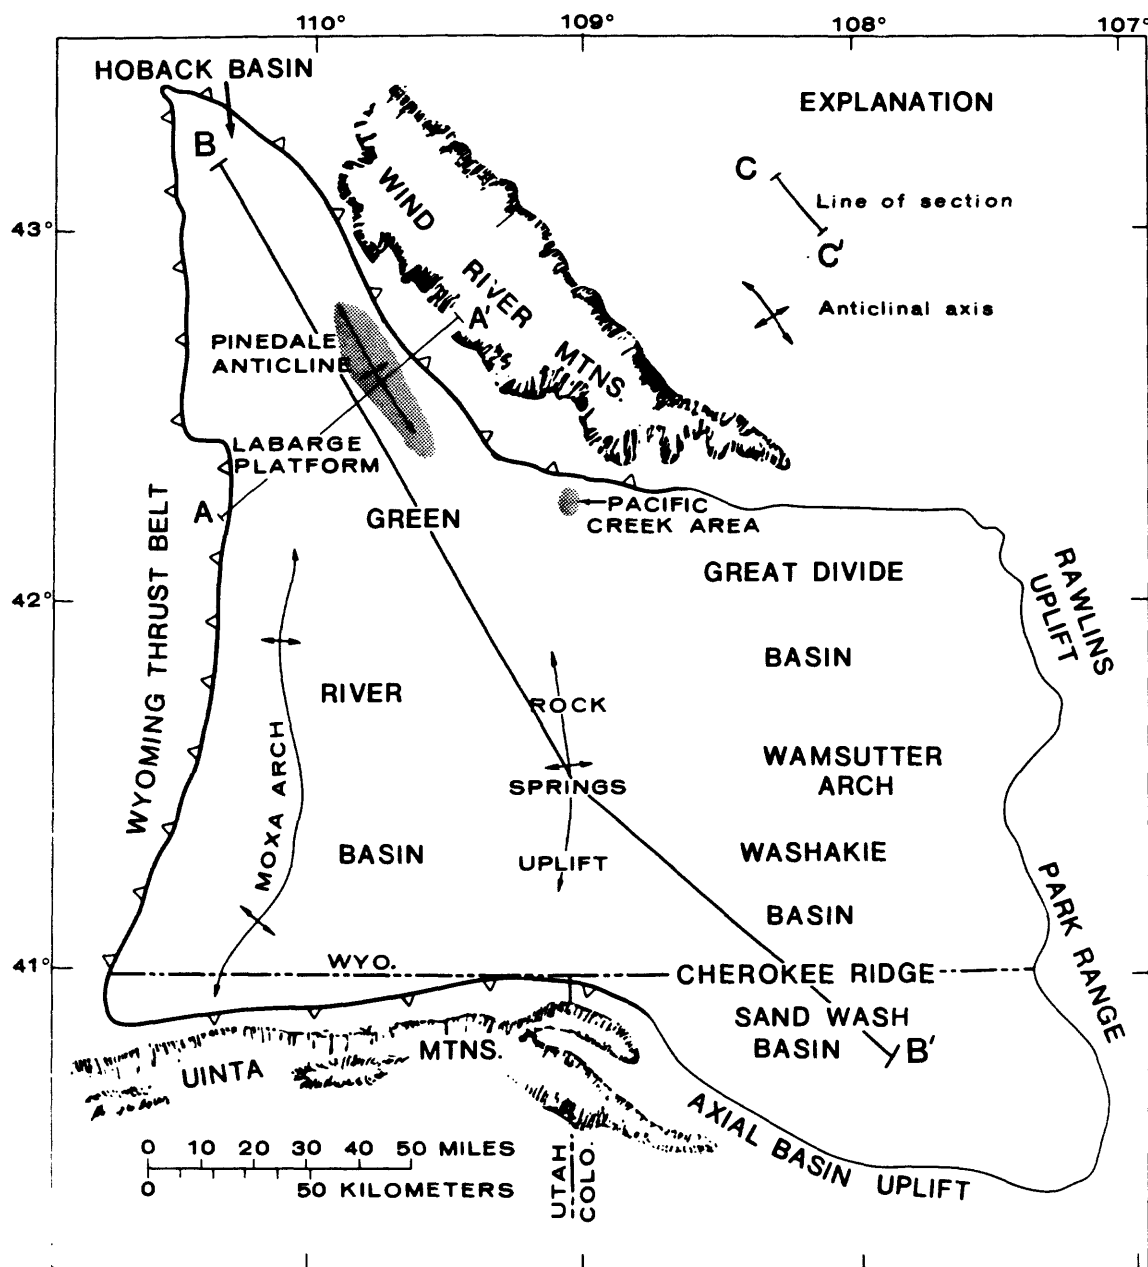 110° 109° 108° 107°
HOBACK BASIN
EXPLANATION
B
C
WIND
Line of section
43°
C'
RIVER
A'
Anticlinal axis
PINEDALE
ANTICLINE
MTNS.
LABARGE
PLATFORM
A
GREEN
PACIFIC
CREEK AREA
GREAT DIVIDE
RAWLINS
UPLIFT
42°
WYOMING THRUST BELT
BASIN
RIVER
ROCK
MOXA ARCH
WAMSUTTER
ARCH
SPRINGS
BASIN
UPLIFT
WASHAKIE
BASIN
PARK RANGE
41°
WYO.
CHEROKEE RIDGE
SAND WASH
BASIN
B'
UINTA
MTNS.
AXIAL BASIN UPLIFT
0 10 20 30 40 50 MILES
0 50 KILOMETERS
UTAH
COLO.